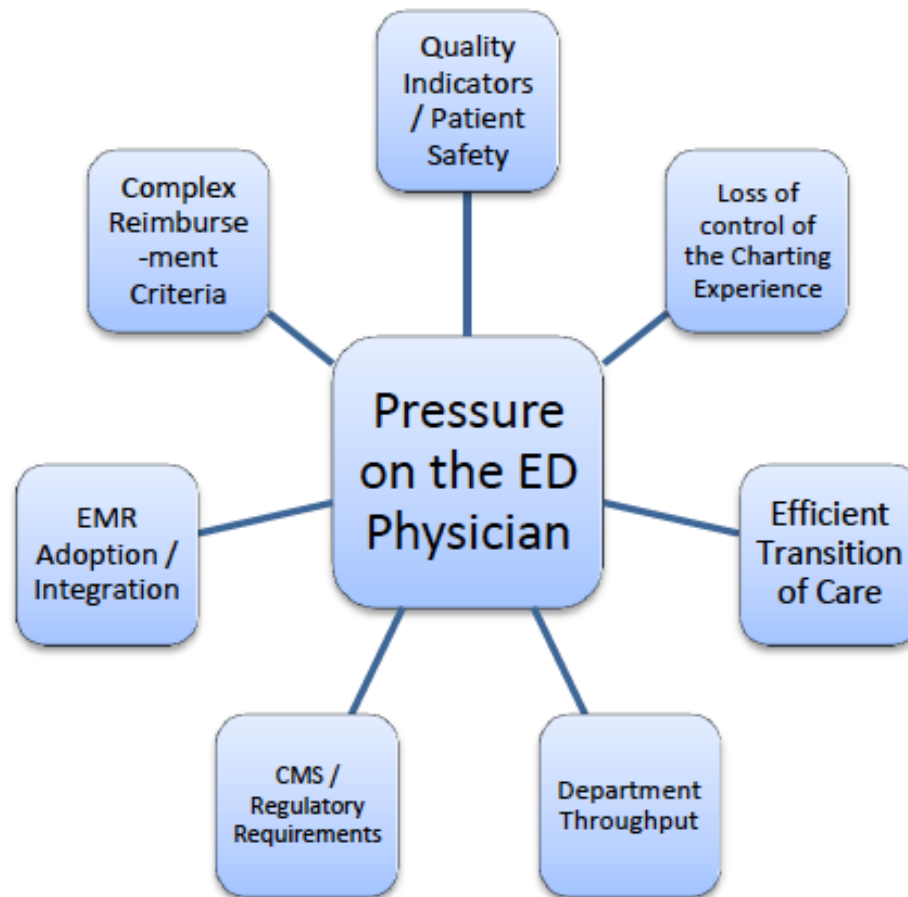 Quality
Indicators
/ Patient
Safety
Loss of
control of
the Charting
Experience
Efficient
Transition
of Care
Department
Throughput
CMS /
Regulatory
Requirements
EMR
Adoption /
Integration
Complex
Reimburse
-ment
Criteria
Pressure
on the ED
Physician